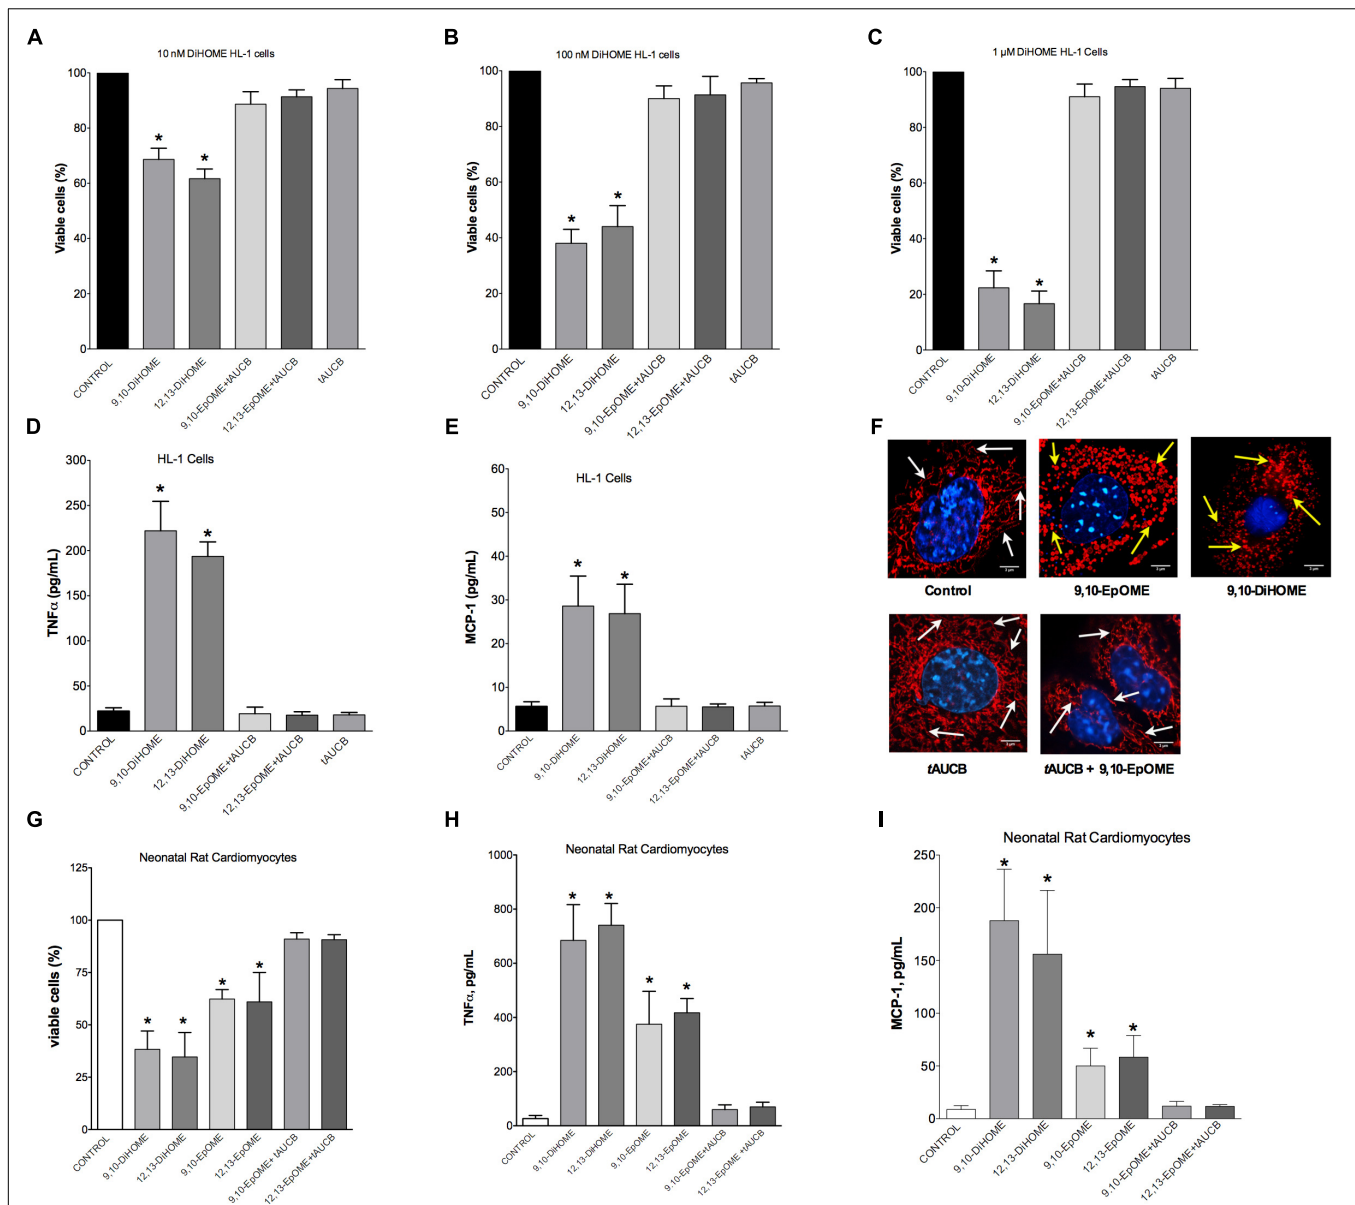 A
10 nM DiHOME HL-1 cells
Viable cells (%)
100
80
60
40
20
0
* *
CONTROL
9,10-DiHOME
12,13-DiHOME
9,10-EpOME+tAUCB
12,13-EpOME+tAUCB
tAUCB
B
100 nM DiHOME HL-1 cells
Viable cells (%)
100
80
60
40
20
0
* *
CONTROL
9,10-DiHOME
12,13-DiHOME
9,10-EpOME+tAUCB
12,13-EpOME+tAUCB
tAUCB
C
1 µM DiHOME HL-1 Cells
Viable cells (%)
100
80
60
40
20
0
* *
CONTROL
9,10-DiHOME
12,13-DiHOME
9,10-EpOME+tAUCB
12,13-EpOME+tAUCB
tAUCB
D
HL-1 Cells
TNFα (pg/mL)
300
250
200
150
100
50
0
* *
CONTROL
9,10-DiHOME
12,13-DiHOME
9,10-EpOME+tAUCB
12,13-EpOME+tAUCB
tAUCB
E
HL-1 Cells
MCP-1 (pg/mL)
60
50
40
30
20
10
0
* *
CONTROL
9,10-DiHOME
12,13-DiHOME
9,10-EpOME+tAUCB
12,13-EpOME+tAUCB
tAUCB
F
Control
9,10-EpOME
9,10-DiHOME
tAUCB
tAUCB + 9,10-EpOME
G
Neonatal Rat Cardiomyocytes
viable cells (%)
125
100
75
50
25
0
* * * *
CONTROL
9,10-DiHOME
12,13-DiHOME
9,10-EpOME
12,13-EpOME
9,10-EpOME+tAUCB
12,13-EpOME+tAUCB
H
Neonatal Rat Cardiomyocytes
TNFα, pg/mL
1000
800
600
400
200
0
* * * *
CONTROL
9,10-DiHOME
12,13-DiHOME
9,10-EpOME
12,13-EpOME
9,10-EpOME+tAUCB
12,13-EpOME+tAUCB
I
Neonatal Rat Cardiomyocytes
MCP-1, pg/mL
250
200
150
100
50
0
* * * *
CONTROL
9,10-DiHOME
12,13-DiHOME
9,10-EpOME
12,13-EpOME
9,10-EpOME+tAUCB
12,13-EpOME+tAUCB